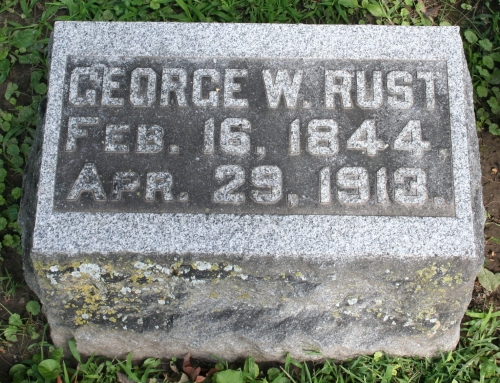 GEORGE W. RUST
FEB. 16, 1844.
APR. 29, 1913.